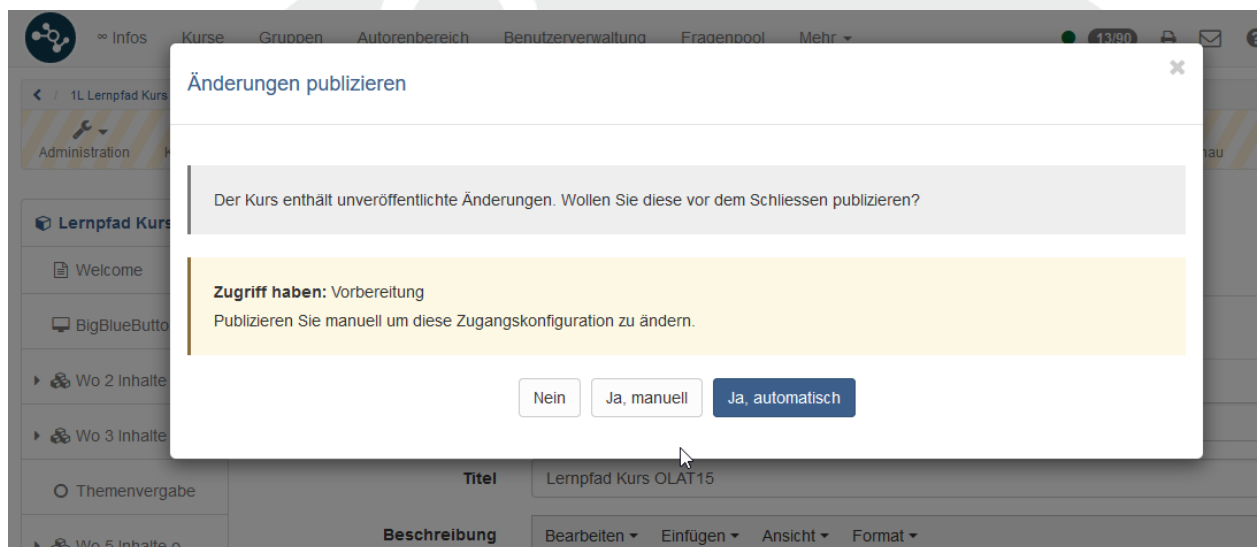 ∞ Infos Kurse Gruppen Autorenbereich Benutzerverwaltung Fragenpool Mehr 13/90
Änderungen publizieren
1L Lernpfad Kurs
Administration
Der Kurs enthält unveröffentlichte Änderungen. Wollen Sie diese vor dem Schliessen publizieren?
Lernpfad Kurs
Welcome
Zugriff haben: Vorbereitung
Publizieren Sie manuell um diese Zugangskonfiguration zu ändern.
BigBlueButto
Wo 2 Inhalte
Nein Ja, manuell Ja, automatisch
Wo 3 Inhalte
Titel Lernpfad Kurs OLAT15
Themenvergabe
Beschreibung Bearbeiten Einfügen Ansicht Format
Wo 5 Inhalte